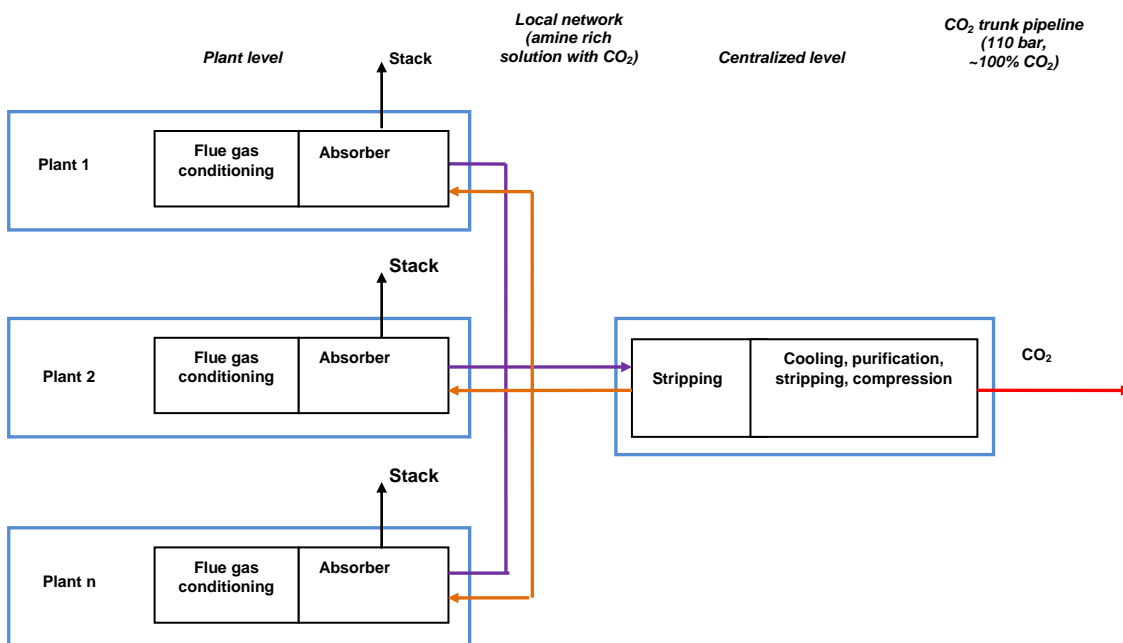 Plant level
Local network
(amine rich
solution with CO₂)
Centralized level
CO₂ trunk pipeline
(110 bar,
~100% CO₂)
Stack
Plant 1
Flue gas
conditioning
Absorber
Stack
Plant 2
Flue gas
conditioning
Absorber
Stripping
Cooling, purification,
stripping, compression
CO₂
Stack
Plant n
Flue gas
conditioning
Absorber